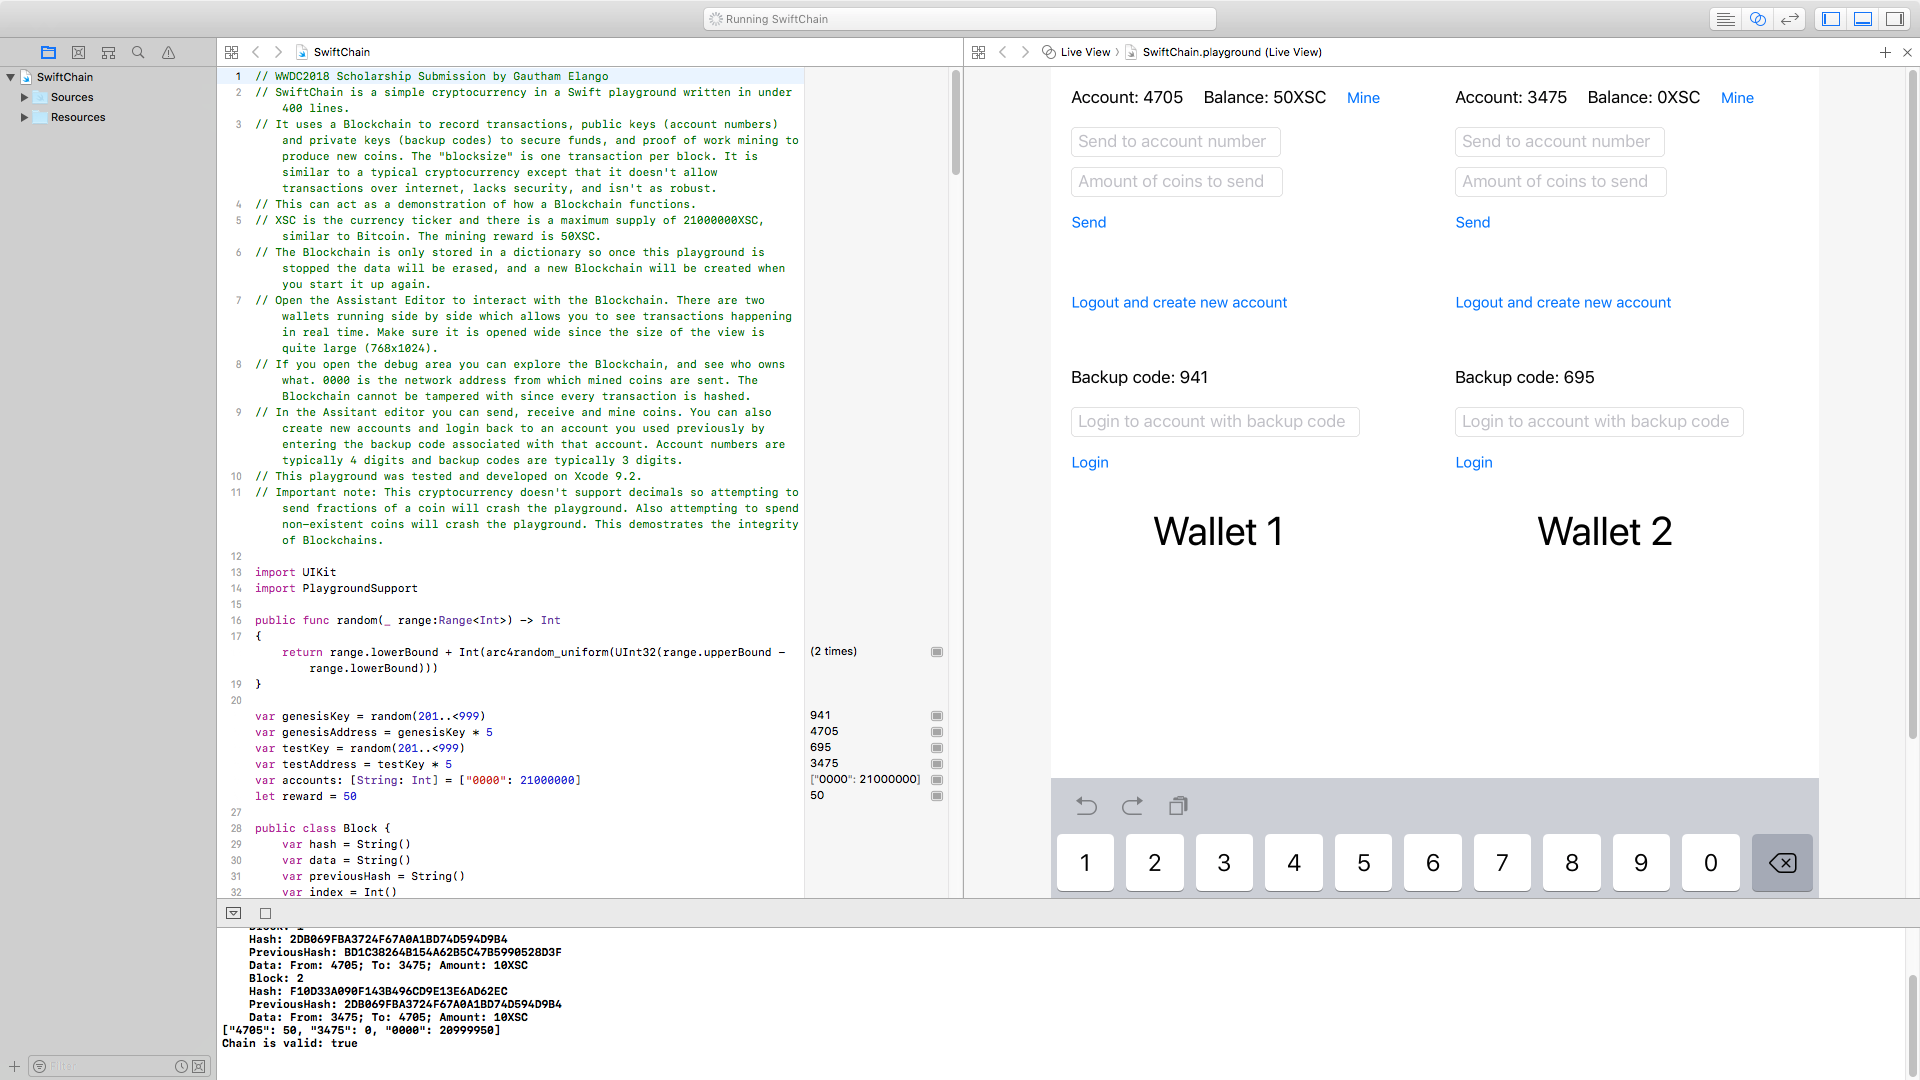 Running SwiftChain
SwiftChain
Live View
SwiftChain.playground (Live View)
SwiftChain
Sources
Resources
1 // WWDC2018 Scholarship Submission by Gautham Elango
2 // SwiftChain is a simple cryptocurrency in a Swift playground written in under
400 lines.
3 // It uses a Blockchain to record transactions, public keys (account numbers)
and private keys (backup codes) to secure funds, and proof of work mining to
produce new coins. The "blocksize" is one transaction per block. It is
similar to a typical cryptocurrency except that it doesn't allow
transactions over internet, lacks security, and isn't as robust.
4 // This can act as a demonstration of how a Blockchain functions.
5 // XSC is the currency ticker and there is a maximum supply of 21000000XSC,
similar to Bitcoin. The mining reward is 50XSC.
6 // The Blockchain is only stored in a dictionary so once this playground is
stopped the data will be erased, and a new Blockchain will be created when
you start it up again.
7 // Open the Assistant Editor to interact with the Blockchain. There are two
wallets running side by side which allows you to see transactions happening
in real time. Make sure it is opened wide since the size of the view is
quite large (768x1024).
8 // If you open the debug area you can explore the Blockchain, and see who owns
what. 0000 is the network address from which mined coins are sent. The
Blockchain cannot be tampered with since every transaction is hashed.
9 // In the Assitant editor you can send, receive and mine coins. You can also
create new accounts and login back to an account you used previously by
entering the backup code associated with that account. Account numbers are
typically 4 digits and backup codes are typically 3 digits.
10 // This playground was tested and developed on Xcode 9.2.
11 // Important note: This cryptocurrency doesn't support decimals so attempting to
send fractions of a coin will crash the playground. Also attempting to spend
non-existent coins will crash the playground. This demostrates the integrity
of Blockchains.
12
13 import UIKit
14 import PlaygroundSupport
15
16 public func random(_ range:Range<Int>) -> Int
17 {
return range.lowerBound + Int(arc4random_uniform(UInt32(range.upperBound -
range.lowerBound)))
(2 times)
19 }
20
var genesisKey = random(201..<999)
941
var genesisAddress = genesisKey * 5
4705
var testKey = random(201..<999)
695
var testAddress = testKey * 5
3475
var accounts: [String: Int] = ["0000": 21000000]
["0000": 21000000]
let reward = 50
50
27
28 public class Block {
29 var hash = String()
30 var data = String()
31 var previousHash = String()
32 var index = Int()
Account: 4705 Balance: 50XSC Mine
Send to account number
Amount of coins to send
Send
Logout and create new account
Backup code: 941
Login to account with backup code
Login
Wallet 1
Account: 3475 Balance: 0XSC Mine
Send to account number
Amount of coins to send
Send
Logout and create new account
Backup code: 695
Login to account with backup code
Login
Wallet 2
1 2 3 4 5 6 7 8 9 0
Block: 1
Hash: 2DB069FBA3724F67A0A1BD74D594D9B4
PreviousHash: BD1C38264B154A62B5C47B5990528D3F
Data: From: 4705; To: 3475; Amount: 10XSC
Block: 2
Hash: F10D33A090F143B496CD9E13E6AD62EC
PreviousHash: 2DB069FBA3724F67A0A1BD74D594D9B4
Data: From: 3475; To: 4705; Amount: 10XSC
["4705": 50, "3475": 0, "0000": 20999950]
Chain is valid: true
Filter